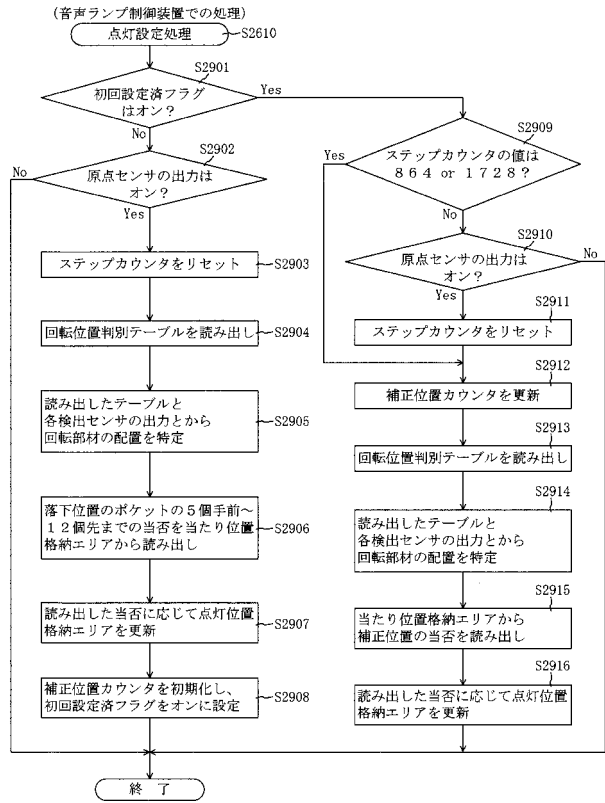 (音声ランプ制御装置での処理)
点灯設定処理
S2610
S2901
初回設定済フラグ
はオン？
Yes
No
S2902
原点センサの出力は
オン？
No
Yes
ステップカウンタをリセット
S2903
回転位置判別テーブルを読み出し
S2904
読み出したテーブルと
各検出センサの出力とから
回転部材の配置を特定
S2905
落下位置のポケットの５個手前～
１２個先までの当否を当たり位置
格納エリアから読み出し
S2906
読み出した当否に応じて点灯位置
格納エリアを更新
S2907
補正位置カウンタを初期化し、
初回設定済フラグをオンに設定
S2908
S2909
ステップカウンタの値は
８６４ or １７２８？
Yes
No
S2910
原点センサの出力は
オン？
No
Yes
S2911
ステップカウンタをリセット
S2912
補正位置カウンタを更新
S2913
回転位置判別テーブルを読み出し
S2914
読み出したテーブルと
各検出センサの出力とから
回転部材の配置を特定
S2915
当たり位置格納エリアから
補正位置の当否を読み出し
S2916
読み出した当否に応じて点灯位置
格納エリアを更新
終 了